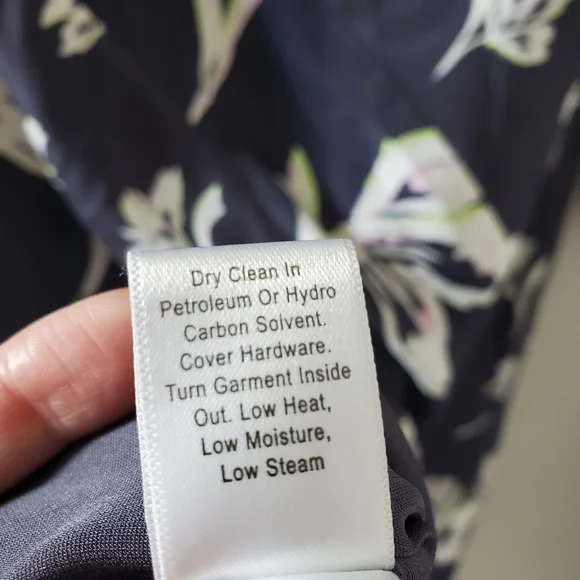 Dry Clean In
Petroleum Or Hydro
Carbon Solvent.
Cover Hardware.
Turn Garment Inside
Out. Low Heat,
Low Moisture,
Low Steam